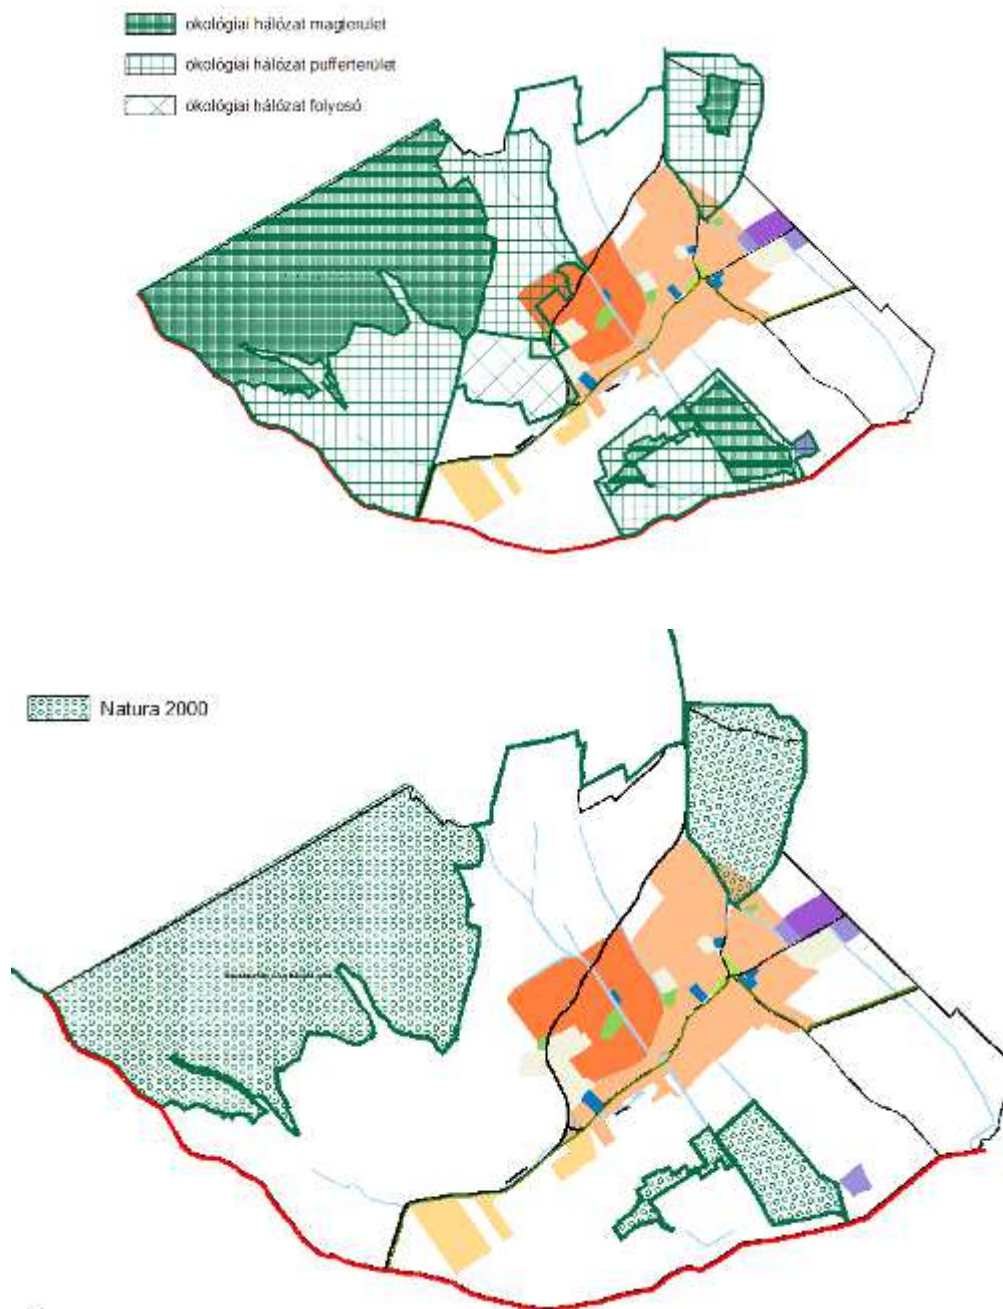 ökológiai hálózat magterület
ökológiai hálózat pufferterület
ökológiai hálózat folyosó
Natura 2000